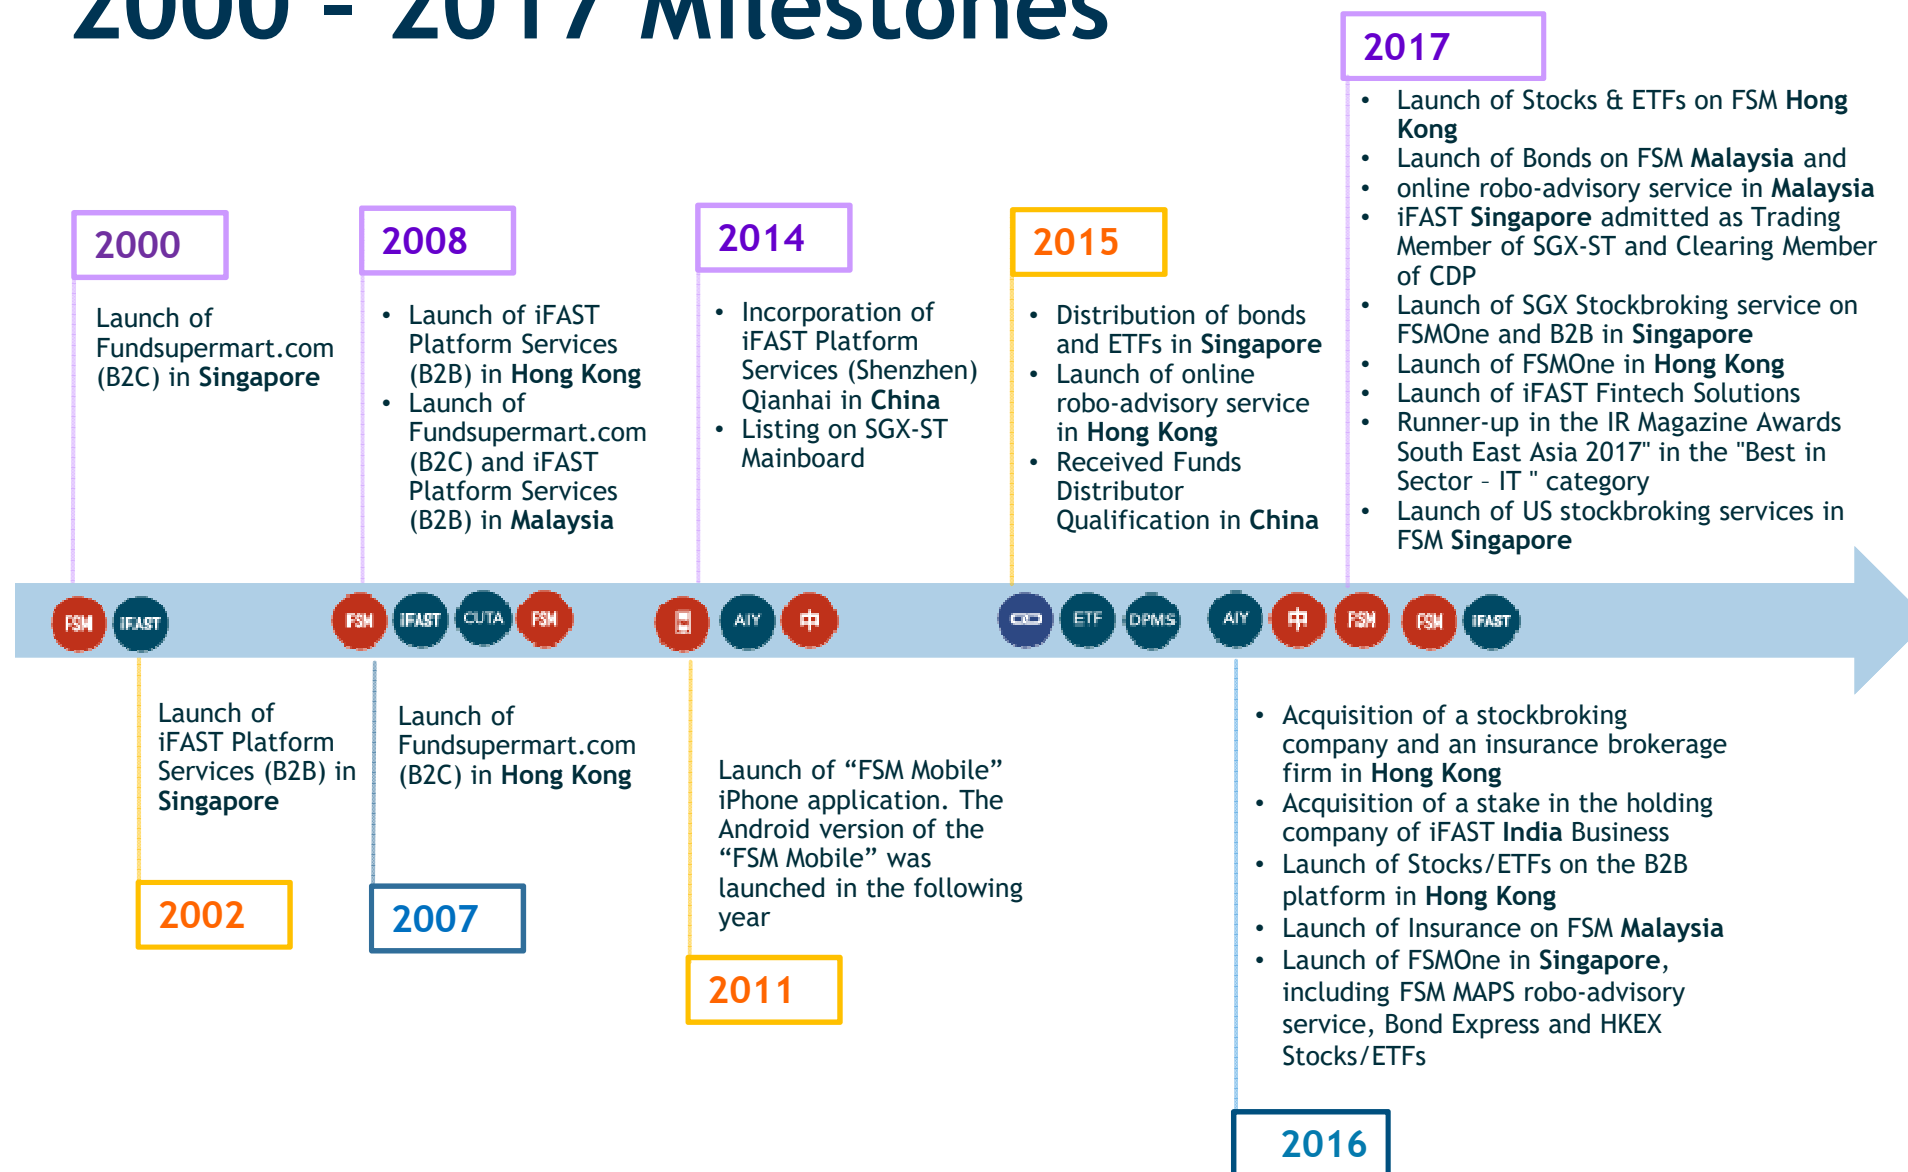 2000 – 2017 Milestones
2017
• Launch of Stocks & ETFs on FSM Hong
Kong
• Launch of Bonds on FSM Malaysia and
• online robo-advisory service in Malaysia
• iFAST Singapore admitted as Trading
Member of SGX-ST and Clearing Member
of CDP
• Launch of SGX Stockbroking service on
FSMOne and B2B in Singapore
• Launch of FSMOne in Hong Kong
• Launch of iFAST Fintech Solutions
• Runner-up in the IR Magazine Awards
South East Asia 2017" in the "Best in
Sector – IT " category
• Launch of US stockbroking services in
FSM Singapore
2000
Launch of
Fundsupermart.com
(B2C) in Singapore
2008
• Launch of iFAST
Platform Services
(B2B) in Hong Kong
• Launch of
Fundsupermart.com
(B2C) and iFAST
Platform Services
(B2B) in Malaysia
2014
• Incorporation of
iFAST Platform
Services (Shenzhen)
Qianhai in China
• Listing on SGX-ST
Mainboard
2015
• Distribution of bonds
and ETFs in Singapore
• Launch of online
robo-advisory service
in Hong Kong
• Received Funds
Distributor
Qualification in China
FSM iFAST FSM iFAST CUTA FSM AIY 中 ETF DPMS AIY 中 FSM FSM iFAST
Launch of
iFAST Platform
Services (B2B) in
Singapore
2002
Launch of
Fundsupermart.com
(B2C) in Hong Kong
2007
Launch of “FSM Mobile”
iPhone application. The
Android version of the
“FSM Mobile” was
launched in the following
year
2011
• Acquisition of a stockbroking
company and an insurance brokerage
firm in Hong Kong
• Acquisition of a stake in the holding
company of iFAST India Business
• Launch of Stocks/ETFs on the B2B
platform in Hong Kong
• Launch of Insurance on FSM Malaysia
• Launch of FSMOne in Singapore,
including FSM MAPS robo-advisory
service, Bond Express and HKEX
Stocks/ETFs
2016